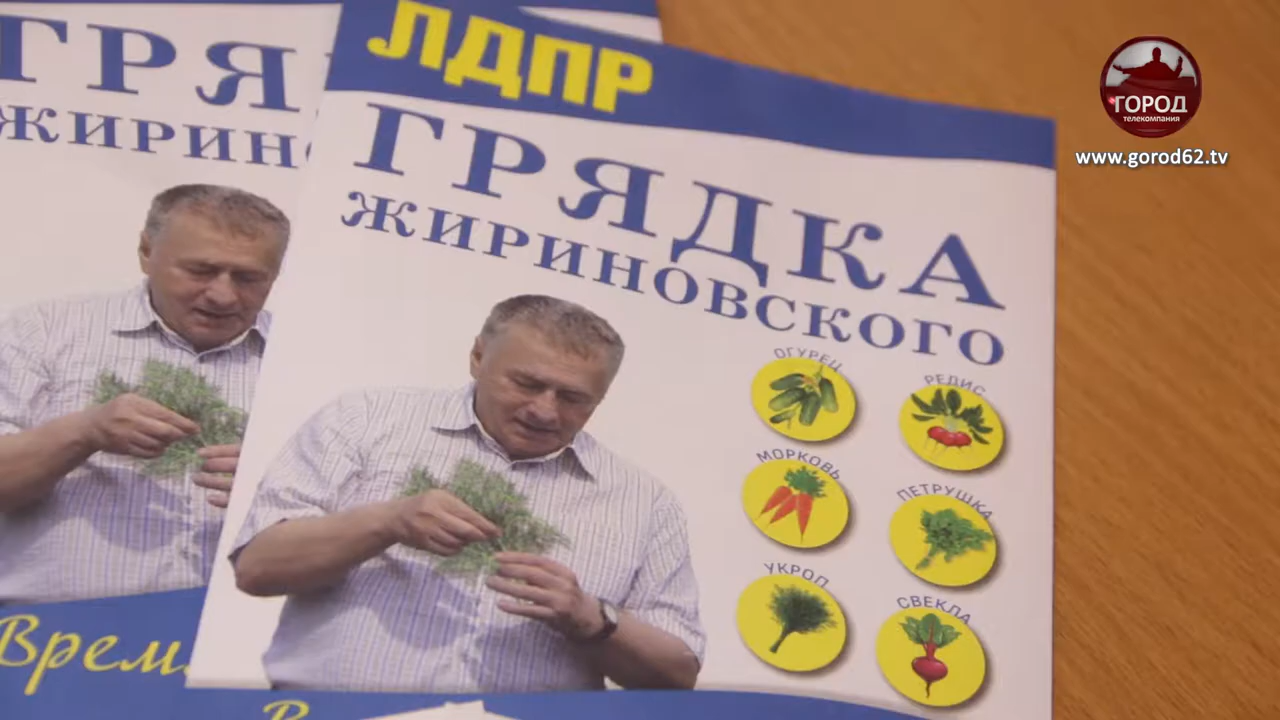 ГРЯ
ЖИРИН
Врем
ЛДПР
ГРЯДКА
ЖИРИНОВСКОГО
ОГУРЕЦ
РЕДИС
МОРКОВЬ
ПЕТРУШКА
УКРОП
СВЕКЛА
ГОРОД
телекомпания
www.gorod62.tv